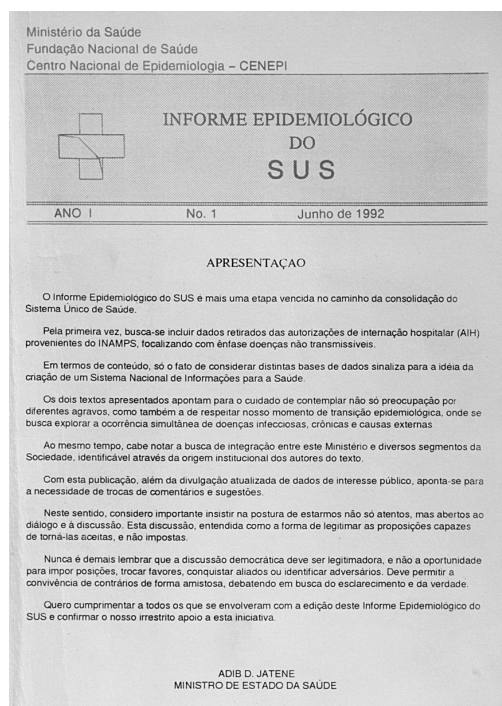 Ministério da Saúde
Fundação Nacional de Saúde
Centro Nacional de Epidemiologia – CENEPI
INFORME EPIDEMIOLÓGICO
DO
SUS
ANO I No. 1 Junho de 1992
APRESENTAÇAO
O Informe Epidemiológico do SUS é mais uma etapa vencida no caminho da consolidação do
Sistema Único de Saúde.
Pela primeira vez, busca-se incluir dados retirados das autorizações de internação hospitalar (AIH)
provenientes do INAMPS, focalizando com ênfase doenças não transmissíveis.
Em termos de conteúdo, só o fato de considerar distintas bases de dados sinaliza para a idéia da
criação de um Sistema Nacional de Informações para a Saúde.
Os dois textos apresentados apontam para o cuidado de contemplar não só preocupação por
diferentes agravos, como também a de respeitar nosso momento de transição epidemiológica, onde se
busca explorar a ocorrência simultânea de doenças infecciosas, crônicas e causas externas
Ao mesmo tempo, cabe notar a busca de integração entre este Ministério e diversos segmentos da
Sociedade, identificável através da origem institucional dos autores do texto.
Com esta publicação, além da divulgação atualizada de dados de interesse público, aponta-se para
a necessidade de trocas de comentários e sugestões.
Neste sentido, considero importante insistir na postura de estarmos não só atentos, mas abertos ao
diálogo e à discussão. Esta discussão, entendida como a forma de legitimar as proposições capazes
de torná-las aceitas, e não impostas.
Nunca é demais lembrar que a discussão democrática deve ser legitimadora, e não a oportunidade
para impor posições, trocar favores, conquistar aliados ou identificar adversários. Deve permitir a
convivência de contrários de forma amistosa, debatendo em busca do esclarecimento e da verdade.
Quero cumprimentar a todos os que se envolveram com a edição deste Informe Epidemiológico do
SUS e confirmar o nosso irrestrito apoio a esta iniciativa.
ADIB D. JATENE
MINISTRO DE ESTADO DA SAÚDE